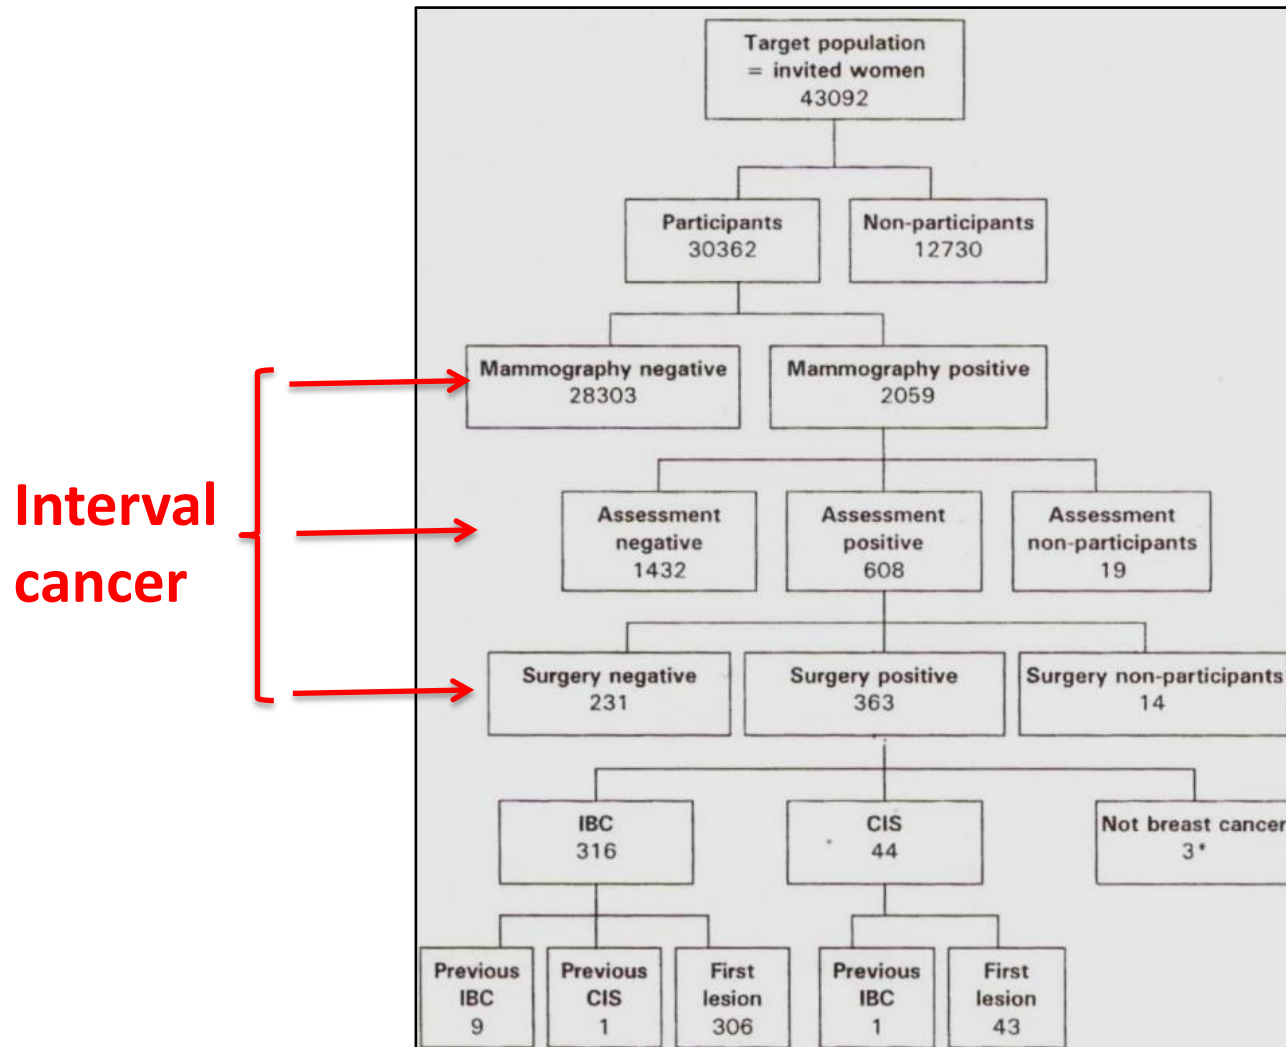 Target population
= invited women
43092
Participants
30362
Non-participants
12730
Mammography negative
28303
Mammography positive
2059
Interval
cancer
Assessment
negative
1432
Assessment
positive
608
Assessment
non-participants
19
Surgery negative
231
Surgery positive
363
Surgery non-participants
14
IBC
316
CIS
44
Not breast cancer
3*
Previous
IBC
9
Previous
CIS
1
First
lesion
306
Previous
IBC
1
First
lesion
43